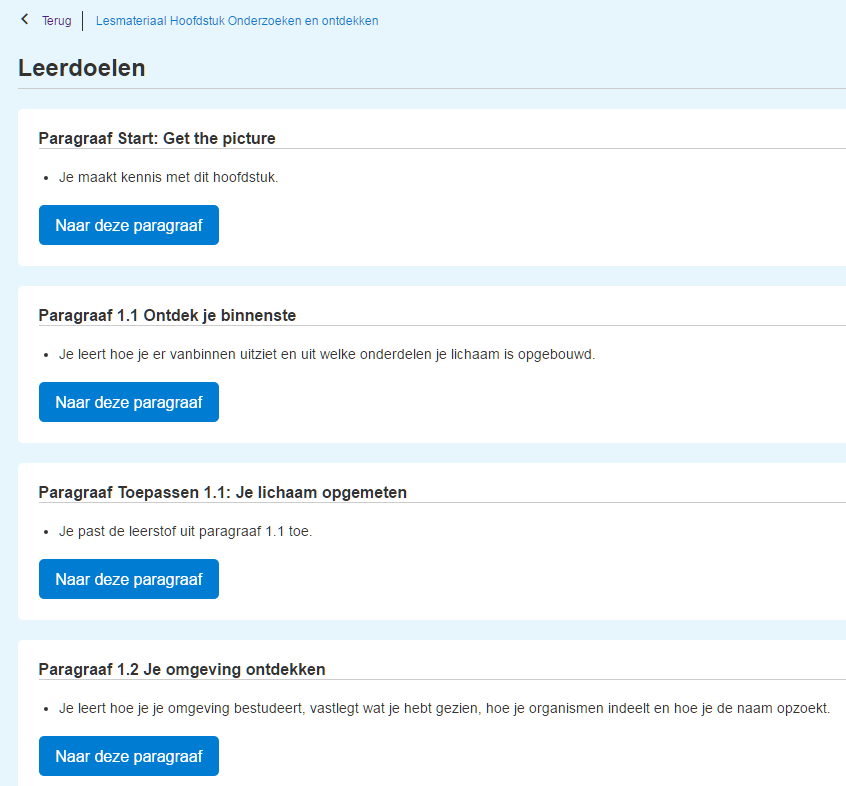 Terug
Lesmateriaal Hoofdstuk Onderzoeken en ontdekken
Leerdoelen
Paragraaf Start: Get the picture
• Je maakt kennis met dit hoofdstuk.
Naar deze paragraaf
Paragraaf 1.1 Ontdek je binnenste
• Je leert hoe je er vanbinnen uitziet en uit welke onderdelen je lichaam is opgebouwd.
Naar deze paragraaf
Paragraaf Toepassen 1.1: Je lichaam opgemeten
• Je past de leerstof uit paragraaf 1.1 toe.
Naar deze paragraaf
Paragraaf 1.2 Je omgeving ontdekken
• Je leert hoe je je omgeving bestudeert, vastlegt wat je hebt gezien, hoe je organismen indeelt en hoe je de naam opzoekt.
Naar deze paragraaf